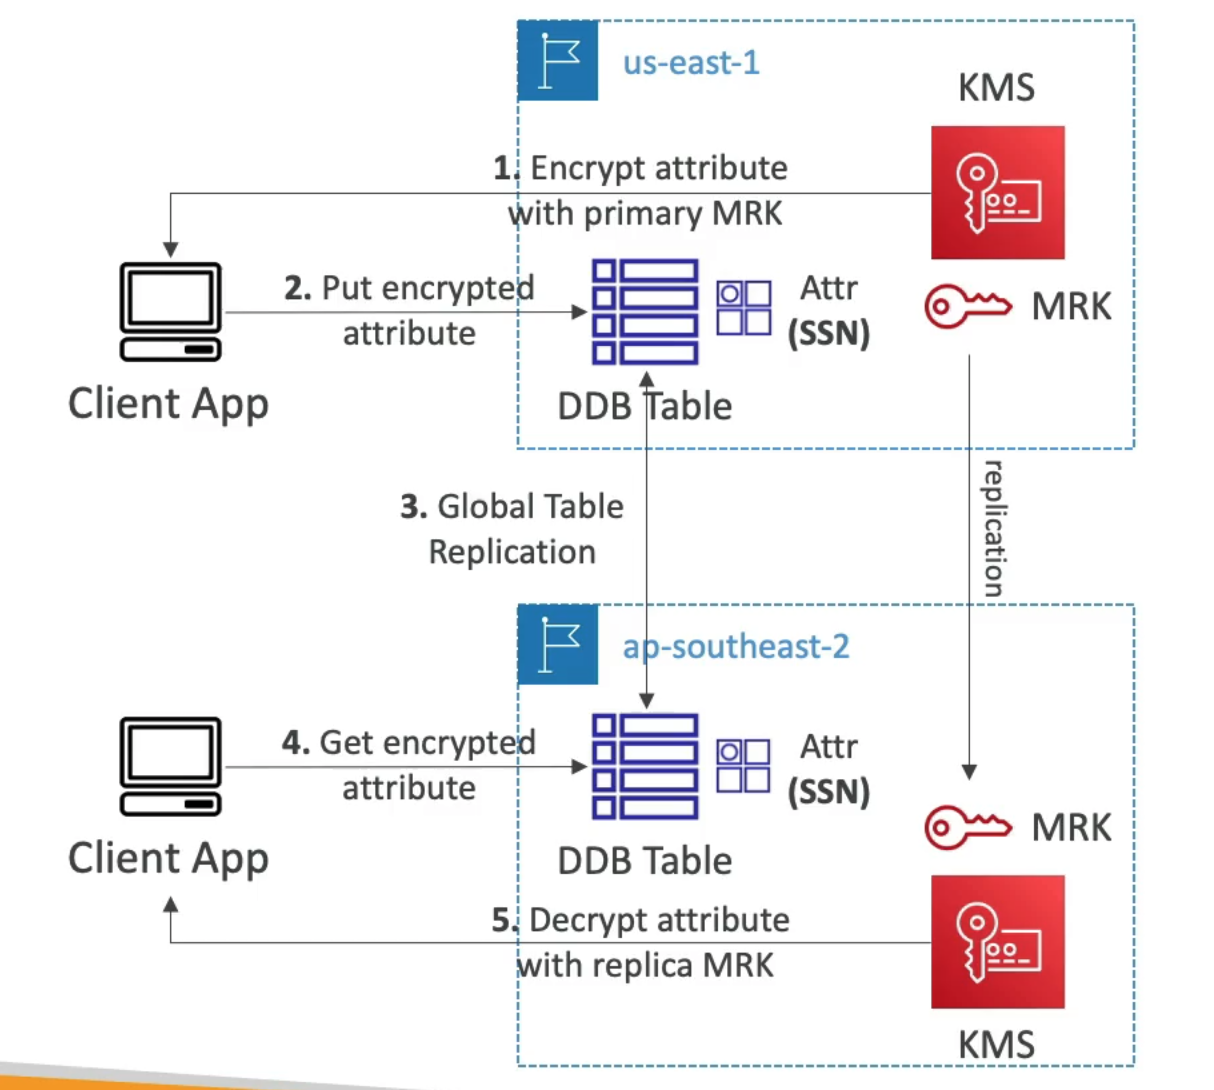 us-east-1
KMS
1. Encrypt attribute
with primary MRK
2. Put encrypted
attribute
Attr
(SSN)
MRK
Client App
DDB Table
3. Global Table
Replication
replication
ap-southeast-2
4. Get encrypted
attribute
Attr
(SSN)
MRK
Client App
DDB Table
5. Decrypt attribute
with replica MRK
KMS